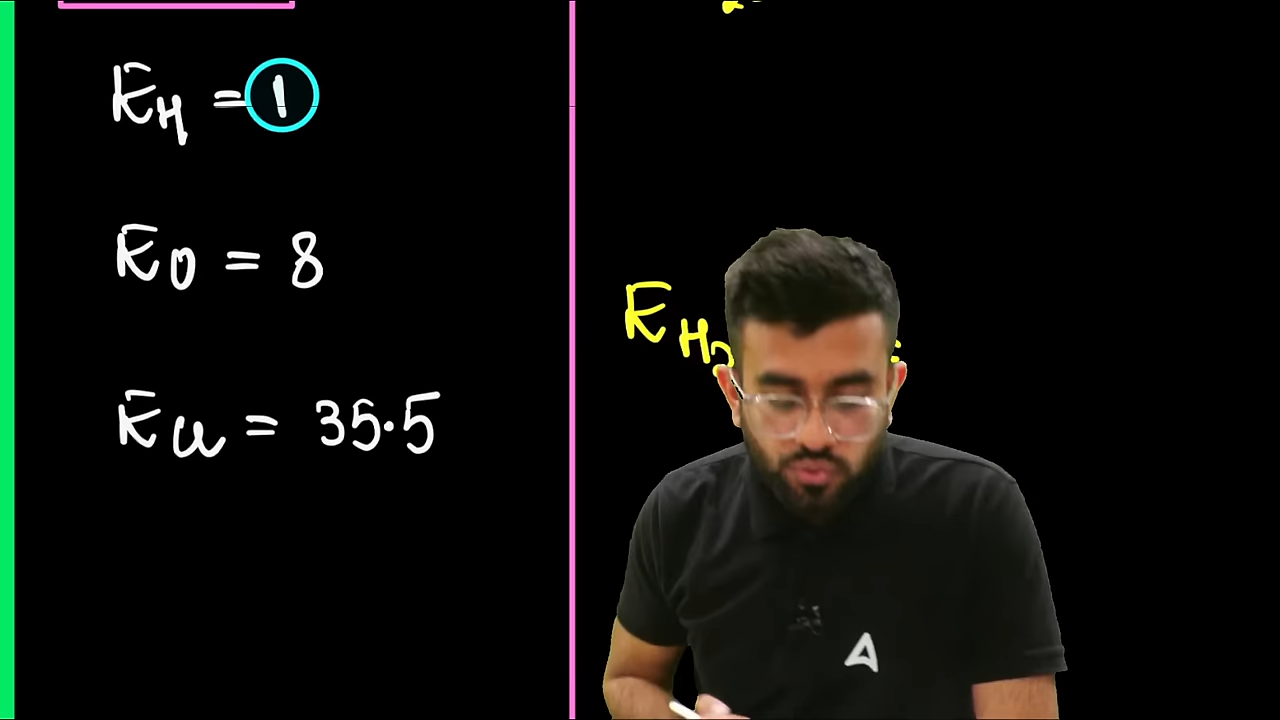 E_H = 1
E_O = 8
E_Cl = 35.5
E_H₂